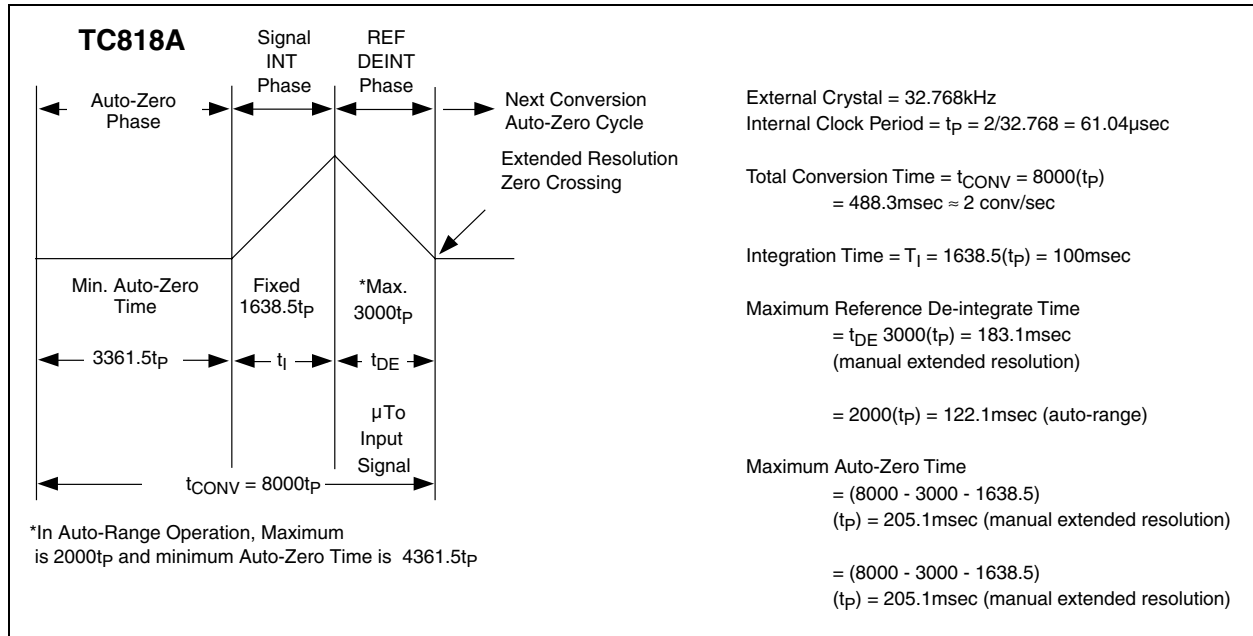 TC818A
Signal
INT
Phase
REF
DEINT
Phase
Auto-Zero
Phase
Next Conversion
Auto-Zero Cycle
Extended Resolution
Zero Crossing
Min. Auto-Zero
Time
Fixed
1638.5tP
*Max.
3000tP
3361.5tP
tI
tDE
µTo
Input
Signal
tCONV = 8000tP
*In Auto-Range Operation, Maximum
is 2000tP and minimum Auto-Zero Time is 4361.5tP
External Crystal = 32.768kHz
Internal Clock Period = tP = 2/32.768 = 61.04µsec
Total Conversion Time = tCONV = 8000(tP)
= 488.3msec ≈ 2 conv/sec
Integration Time = TI = 1638.5(tP) = 100msec
Maximum Reference De-integrate Time
= tDE 3000(tP) = 183.1msec
(manual extended resolution)
= 2000(tP) = 122.1msec (auto-range)
Maximum Auto-Zero Time
= (8000 - 3000 - 1638.5)
(tP) = 205.1msec (manual extended resolution)
= (8000 - 3000 - 1638.5)
(tP) = 205.1msec (manual extended resolution)